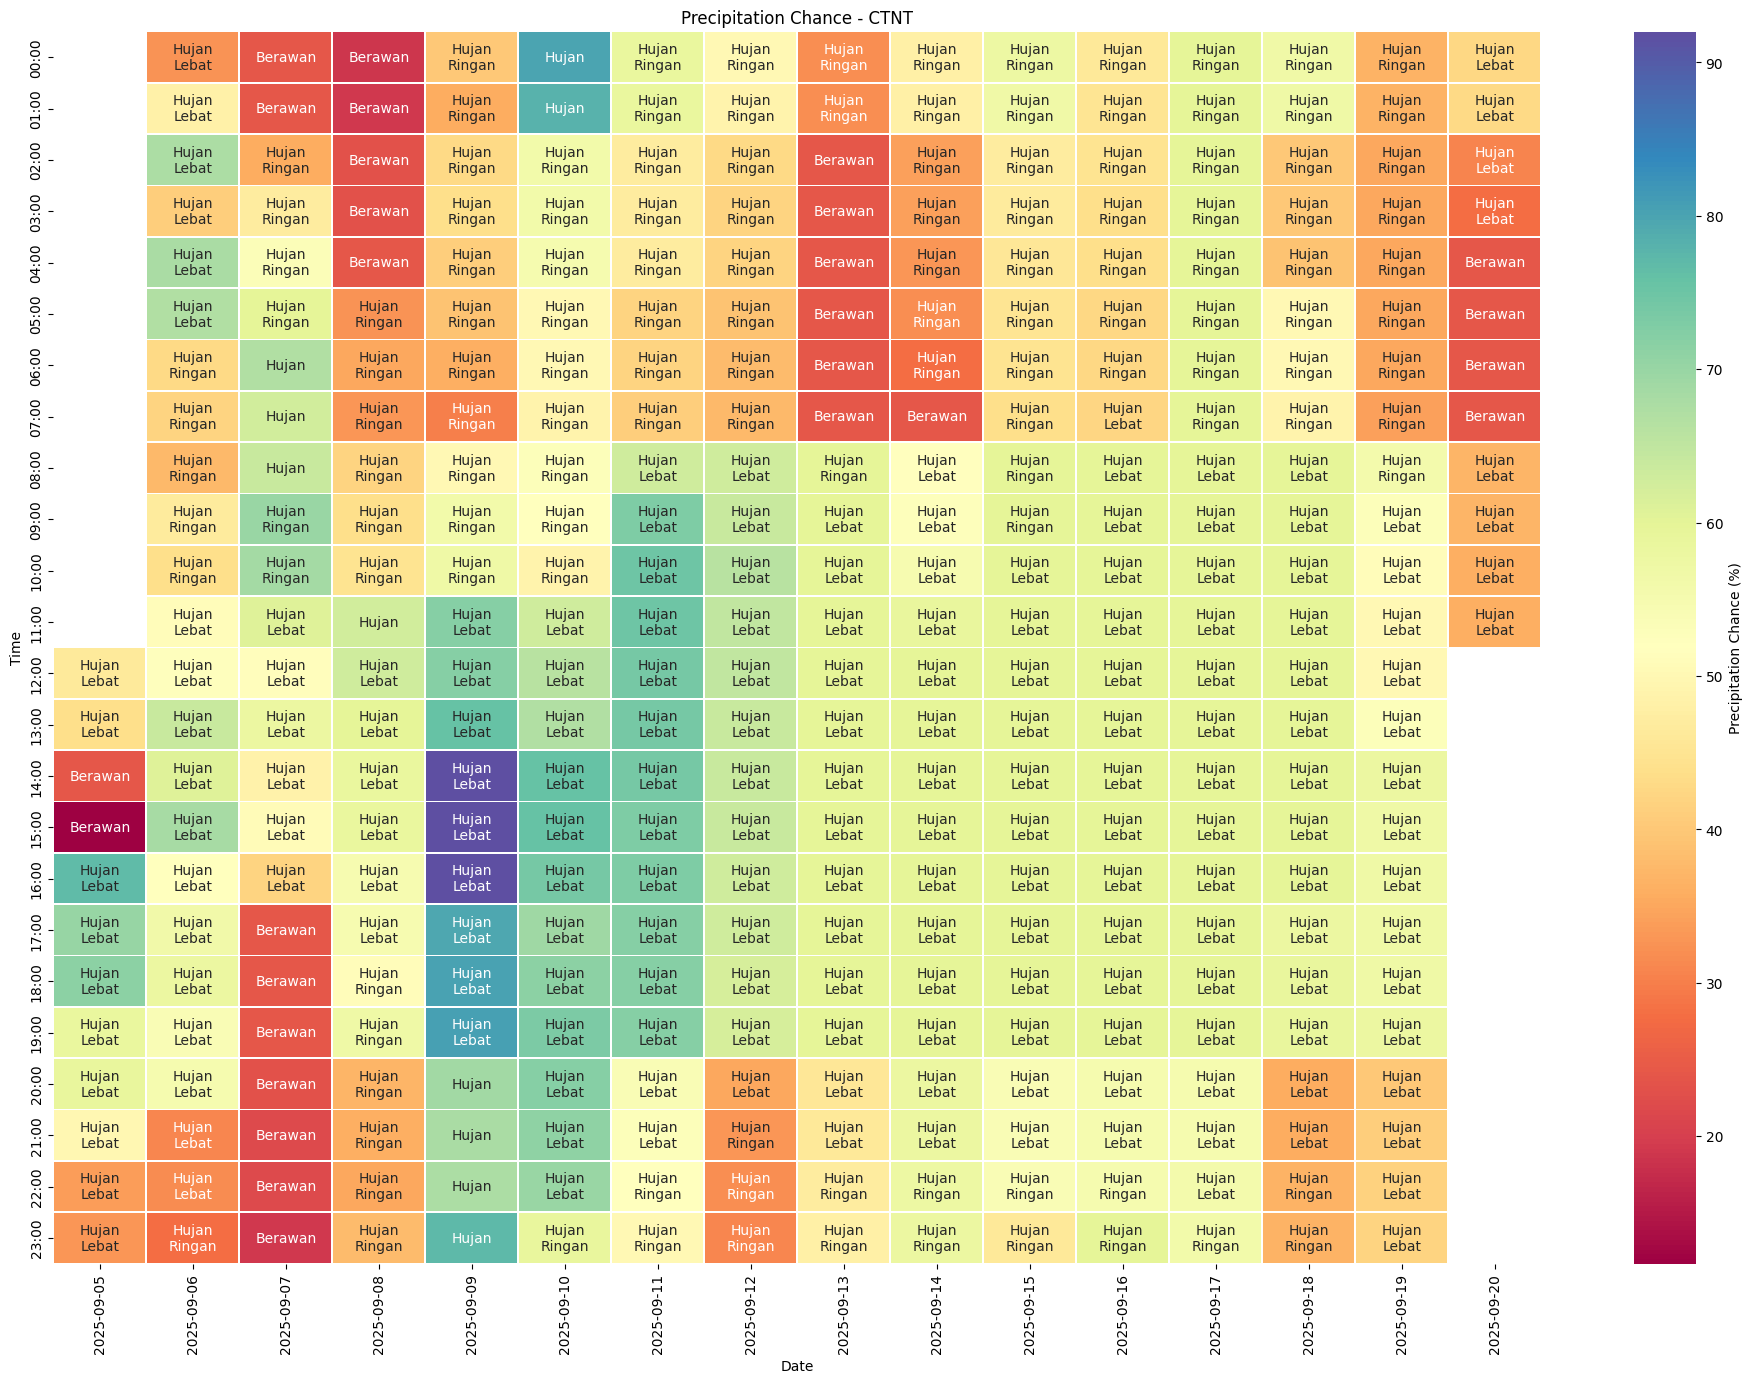 Precipitation Chance - CTNT
00:00 Hujan Lebat Berawan Berawan Hujan Ringan Hujan Hujan Ringan Hujan Ringan Hujan Ringan Hujan Ringan Hujan Ringan Hujan Ringan Hujan Ringan Hujan Ringan Hujan Ringan Hujan Lebat
01:00 Hujan Lebat Berawan Berawan Hujan Ringan Hujan Hujan Ringan Hujan Ringan Hujan Ringan Hujan Ringan Hujan Ringan Hujan Ringan Hujan Ringan Hujan Ringan Hujan Ringan Hujan Lebat
02:00 Hujan Lebat Hujan Ringan Berawan Hujan Ringan Hujan Ringan Hujan Ringan Hujan Ringan Berawan Hujan Ringan Hujan Ringan Hujan Ringan Hujan Ringan Hujan Ringan Hujan Ringan Hujan Lebat
03:00 Hujan Lebat Hujan Ringan Berawan Hujan Ringan Hujan Ringan Hujan Ringan Hujan Ringan Berawan Hujan Ringan Hujan Ringan Hujan Ringan Hujan Ringan Hujan Ringan Hujan Ringan Hujan Lebat
04:00 Hujan Lebat Hujan Ringan Berawan Hujan Ringan Hujan Ringan Hujan Ringan Hujan Ringan Berawan Hujan Ringan Hujan Ringan Hujan Ringan Hujan Ringan Hujan Ringan Hujan Ringan Berawan
05:00 Hujan Lebat Hujan Ringan Hujan Ringan Hujan Ringan Hujan Ringan Hujan Ringan Hujan Ringan Berawan Hujan Ringan Hujan Ringan Hujan Ringan Hujan Ringan Hujan Ringan Hujan Ringan Berawan
06:00 Hujan Ringan Hujan Hujan Ringan Hujan Ringan Hujan Ringan Hujan Ringan Hujan Ringan Berawan Hujan Ringan Hujan Ringan Hujan Ringan Hujan Ringan Hujan Ringan Hujan Ringan Berawan
07:00 Hujan Ringan Hujan Hujan Ringan Hujan Ringan Hujan Ringan Hujan Ringan Hujan Ringan Berawan Berawan Hujan Ringan Hujan Lebat Hujan Ringan Hujan Ringan Hujan Ringan Berawan
08:00 Hujan Ringan Hujan Hujan Ringan Hujan Ringan Hujan Ringan Hujan Lebat Hujan Lebat Hujan Ringan Hujan Lebat Hujan Ringan Hujan Lebat Hujan Lebat Hujan Lebat Hujan Ringan Hujan Lebat
09:00 Hujan Ringan Hujan Ringan Hujan Ringan Hujan Ringan Hujan Ringan Hujan Lebat Hujan Lebat Hujan Lebat Hujan Lebat Hujan Ringan Hujan Lebat Hujan Lebat Hujan Lebat Hujan Lebat Hujan Lebat
10:00 Hujan Ringan Hujan Ringan Hujan Ringan Hujan Ringan Hujan Ringan Hujan Lebat Hujan Lebat Hujan Lebat Hujan Lebat Hujan Lebat Hujan Lebat Hujan Lebat Hujan Lebat Hujan Lebat Hujan Lebat
11:00 Hujan Lebat Hujan Lebat Hujan Hujan Lebat Hujan Lebat Hujan Lebat Hujan Lebat Hujan Lebat Hujan Lebat Hujan Lebat Hujan Lebat Hujan Lebat Hujan Lebat Hujan Lebat Hujan Lebat
12:00 Hujan Lebat Hujan Lebat Hujan Lebat Hujan Lebat Hujan Lebat Hujan Lebat Hujan Lebat Hujan Lebat Hujan Lebat Hujan Lebat Hujan Lebat Hujan Lebat Hujan Lebat Hujan Lebat Hujan Lebat
13:00 Hujan Lebat Hujan Lebat Hujan Lebat Hujan Lebat Hujan Lebat Hujan Lebat Hujan Lebat Hujan Lebat Hujan Lebat Hujan Lebat Hujan Lebat Hujan Lebat Hujan Lebat Hujan Lebat Hujan Lebat
14:00 Berawan Hujan Lebat Hujan Lebat Hujan Lebat Hujan Lebat Hujan Lebat Hujan Lebat Hujan Lebat Hujan Lebat Hujan Lebat Hujan Lebat Hujan Lebat Hujan Lebat Hujan Lebat Hujan Lebat
15:00 Berawan Hujan Lebat Hujan Lebat Hujan Lebat Hujan Lebat Hujan Lebat Hujan Lebat Hujan Lebat Hujan Lebat Hujan Lebat Hujan Lebat Hujan Lebat Hujan Lebat Hujan Lebat Hujan Lebat
16:00 Hujan Lebat Hujan Lebat Hujan Lebat Hujan Lebat Hujan Lebat Hujan Lebat Hujan Lebat Hujan Lebat Hujan Lebat Hujan Lebat Hujan Lebat Hujan Lebat Hujan Lebat Hujan Lebat Hujan Lebat
17:00 Hujan Lebat Hujan Lebat Berawan Hujan Lebat Hujan Lebat Hujan Lebat Hujan Lebat Hujan Lebat Hujan Lebat Hujan Lebat Hujan Lebat Hujan Lebat Hujan Lebat Hujan Lebat Hujan Lebat
18:00 Hujan Lebat Hujan Lebat Berawan Hujan Ringan Hujan Lebat Hujan Lebat Hujan Lebat Hujan Lebat Hujan Lebat Hujan Lebat Hujan Lebat Hujan Lebat Hujan Lebat Hujan Lebat Hujan Lebat
19:00 Hujan Lebat Hujan Lebat Berawan Hujan Ringan Hujan Lebat Hujan Lebat Hujan Lebat Hujan Lebat Hujan Lebat Hujan Lebat Hujan Lebat Hujan Lebat Hujan Lebat Hujan Lebat Hujan Lebat
20:00 Hujan Lebat Hujan Lebat Berawan Hujan Ringan Hujan Hujan Lebat Hujan Lebat Hujan Lebat Hujan Lebat Hujan Lebat Hujan Lebat Hujan Lebat Hujan Lebat Hujan Lebat Hujan Lebat
21:00 Hujan Lebat Hujan Lebat Berawan Hujan Ringan Hujan Hujan Lebat Hujan Lebat Hujan Ringan Hujan Lebat Hujan Lebat Hujan Lebat Hujan Lebat Hujan Lebat Hujan Lebat Hujan Lebat
22:00 Hujan Lebat Hujan Lebat Berawan Hujan Ringan Hujan Hujan Lebat Hujan Ringan Hujan Ringan Hujan Ringan Hujan Ringan Hujan Ringan Hujan Ringan Hujan Lebat Hujan Ringan Hujan Lebat
23:00 Hujan Lebat Hujan Ringan Berawan Hujan Ringan Hujan Hujan Ringan Hujan Ringan Hujan Ringan Hujan Ringan Hujan Ringan Hujan Ringan Hujan Ringan Hujan Ringan Hujan Ringan Hujan Lebat
2025-09-05 2025-09-06 2025-09-07 2025-09-08 2025-09-09 2025-09-10 2025-09-11 2025-09-12 2025-09-13 2025-09-14 2025-09-15 2025-09-16 2025-09-17 2025-09-18 2025-09-19 2025-09-20
Date
Time
90
80
70
60
50
40
30
20
Precipitation Chance (%)